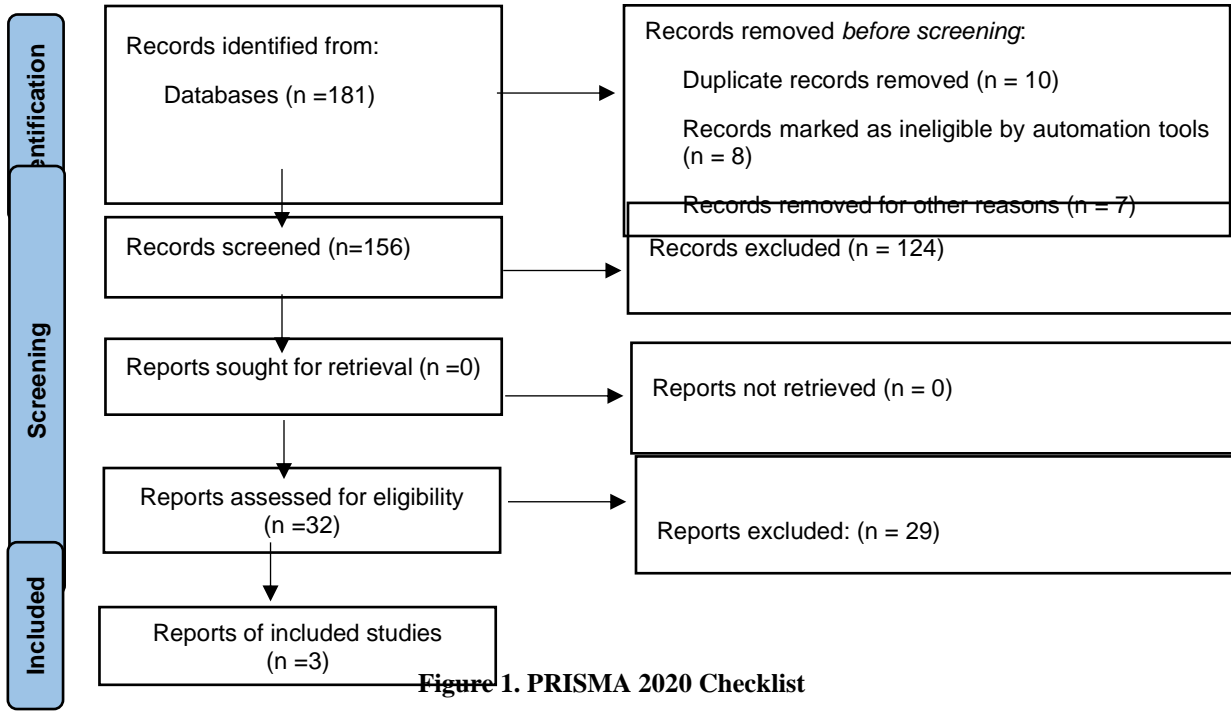 entification
Records identified from:
Databases (n =181)
Records removed before screening:
Duplicate records removed (n = 10)
Records marked as ineligible by automation tools
(n = 8)
Records removed for other reasons (n = 7)
Screening
Records screened (n=156)
Records excluded (n = 124)
Reports sought for retrieval (n =0)
Reports not retrieved (n = 0)
Reports assessed for eligibility
(n =32)
Reports excluded: (n = 29)
Included
Reports of included studies
(n =3)
Figure 1. PRISMA 2020 Checklist